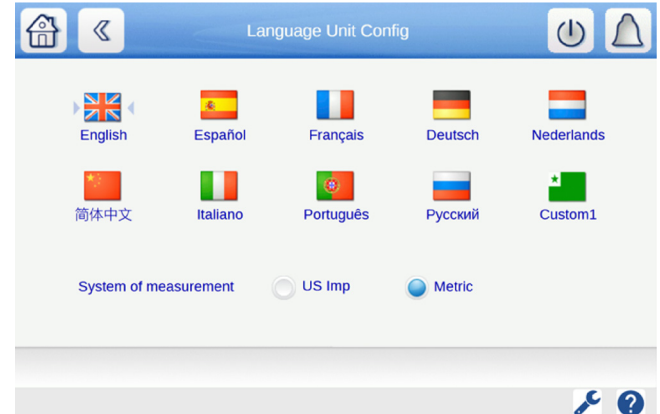 Language Unit Config
English Español Français Deutsch Nederlands
简体中文 Italiano Português Русский Custom1
System of measurement US Imp Metric
?